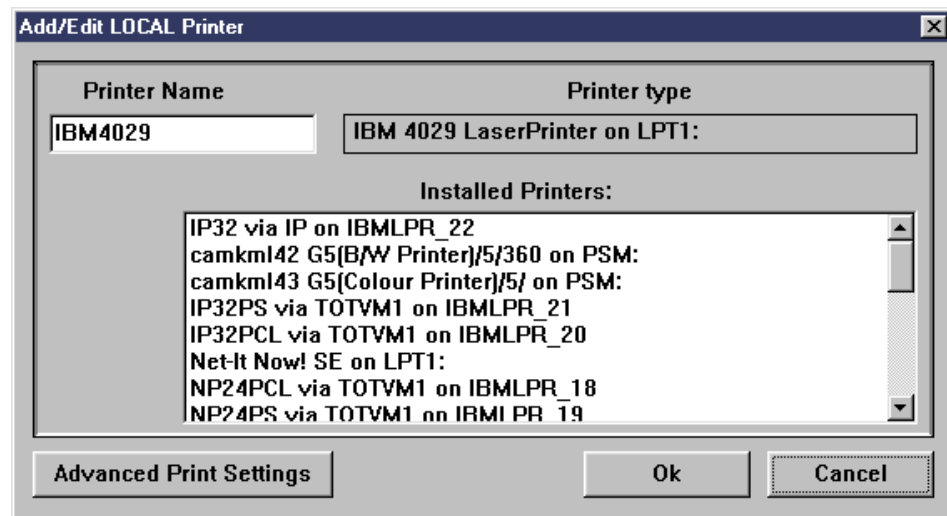 Add/Edit LOCAL Printer
Printer Name
Printer type
IBM4029
IBM 4029 LaserPrinter on LPT1:
Installed Printers:
IP32 via IP on IBMLPR_22
camkml42 G5(B/W Printer)/5/360 on PSM:
camkml43 G5(Colour Printer)/5/ on PSM:
IP32PS via TOTVM1 on IBMLPR_21
IP32PCL via TOTVM1 on IBMLPR_20
Net-It Now! SE on LPT1:
NP24PCL via TOTVM1 on IBMLPR_18
NP24PS via TOTVM1 on IBMLPR_19
Advanced Print Settings
Ok
Cancel